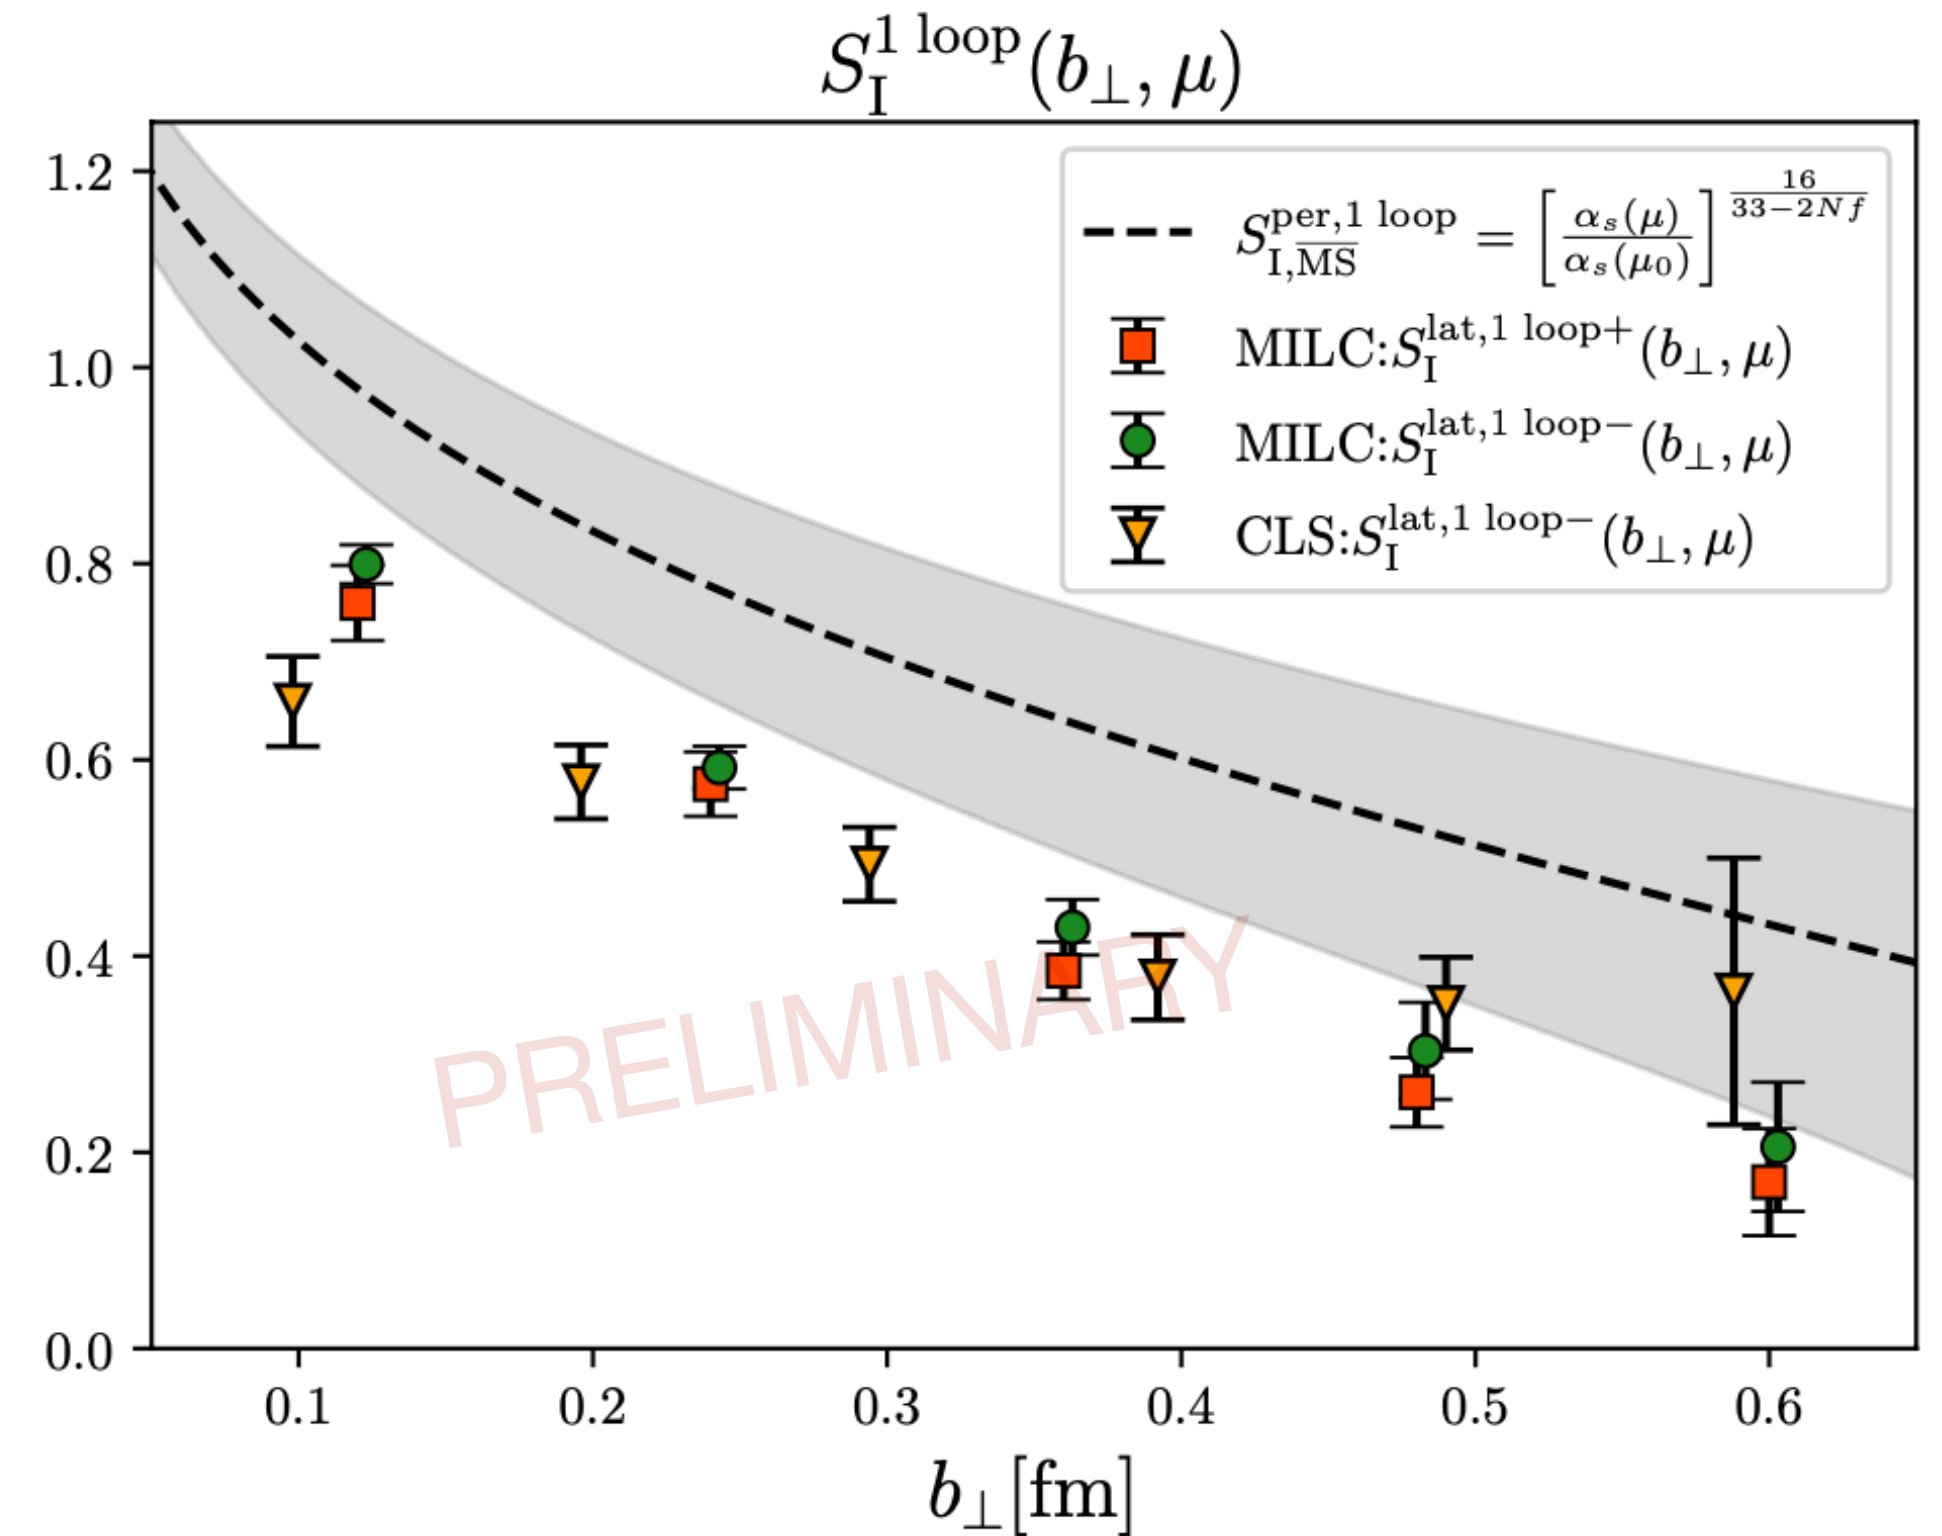 S_I^{1 loop}(b_⊥, μ)
1.2
1.0
0.8
0.6
0.4
0.2
0.0
S_{I,\overline{MS}}^{per,1 loop} = [α_s(μ)/α_s(μ_0)]^{16/(33−2Nf)}
MILC:S_I^{lat,1 loop+}(b_⊥, μ)
MILC:S_I^{lat,1 loop−}(b_⊥, μ)
CLS:S_I^{lat,1 loop−}(b_⊥, μ)
PRELIMINARY
0.1 0.2 0.3 0.4 0.5 0.6
b_⊥[fm]